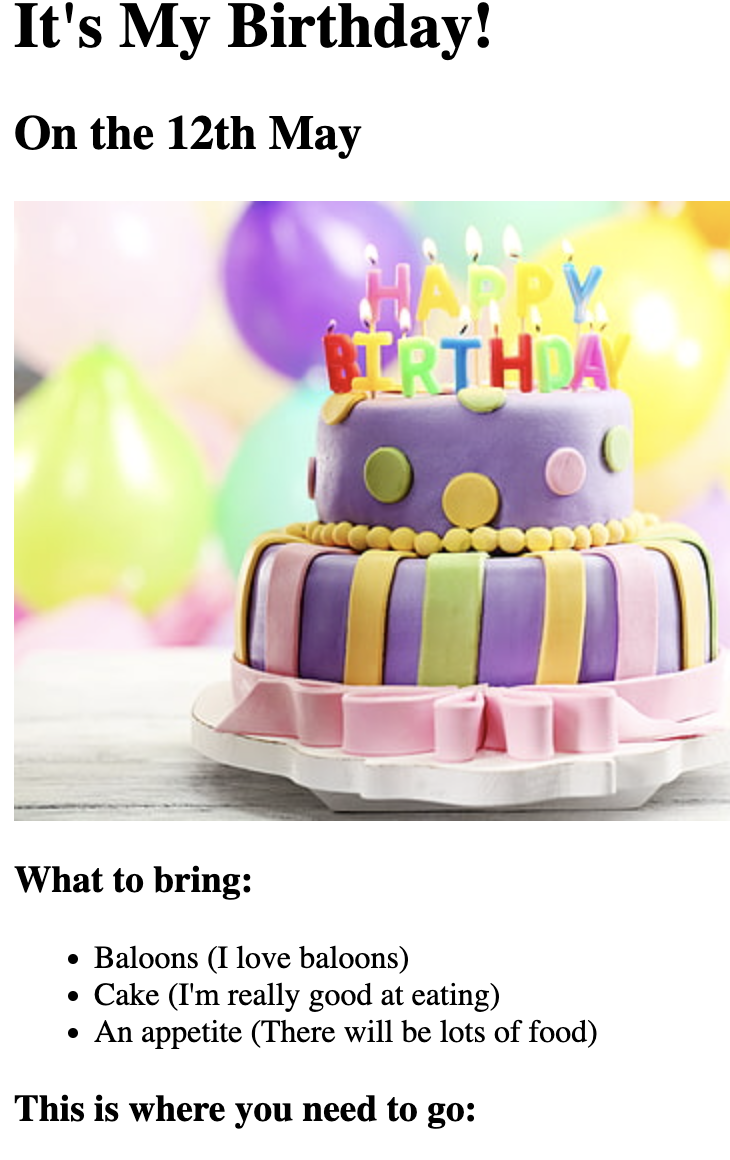 It's My Birthday!
On the 12th May
HAPPY
BIRTHDAY
What to bring:
Baloons (I love baloons)
Cake (I'm really good at eating)
An appetite (There will be lots of food)
This is where you need to go: